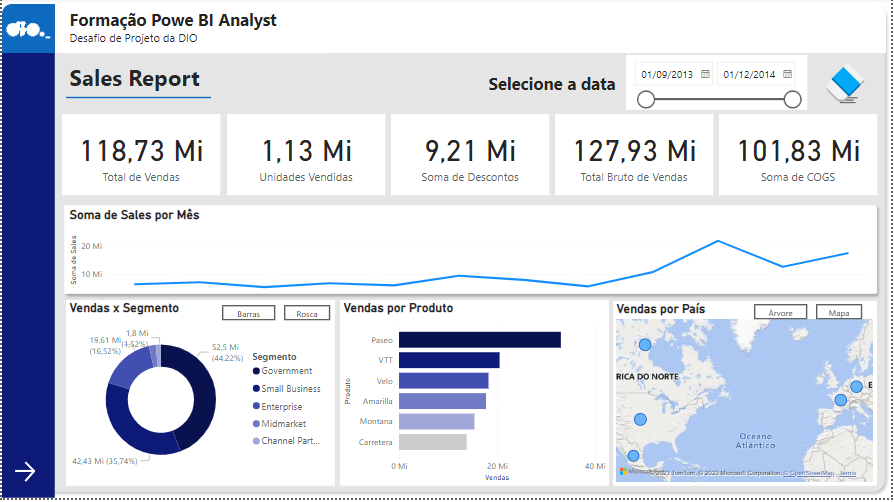 dio._
Formação Powe BI Analyst
Desafio de Projeto da DIO
Sales Report
Selecione a data
01/09/2013
01/12/2014
118,73 Mi
Total de Vendas
1,13 Mi
Unidades Vendidas
9,21 Mi
Soma de Descontos
127,93 Mi
Total Bruto de Vendas
101,83 Mi
Soma de COGS
Soma de Sales por Mês
Soma de Sales
20 Mi
10 Mi
Vendas x Segmento
Barras
Rosca
1,8 Mi
(1,52%)
19,61 Mi
(16,52%)
52,5 Mi
(44,22%)
42,43 Mi (35,74%)
Segmento
Government
Small Business
Enterprise
Midmarket
Channel Part...
Vendas por Produto
Produto
Paseo
VTT
Velo
Amarilla
Montana
Carretera
0 Mi
20 Mi
40 Mi
Vendas
Vendas por País
Árvore
Mapa
RICA DO NORTE
E
Oceano
Atlântico
© 2023 TomTom, © 2023 Microsoft Corporation, © OpenStreetMap Terms